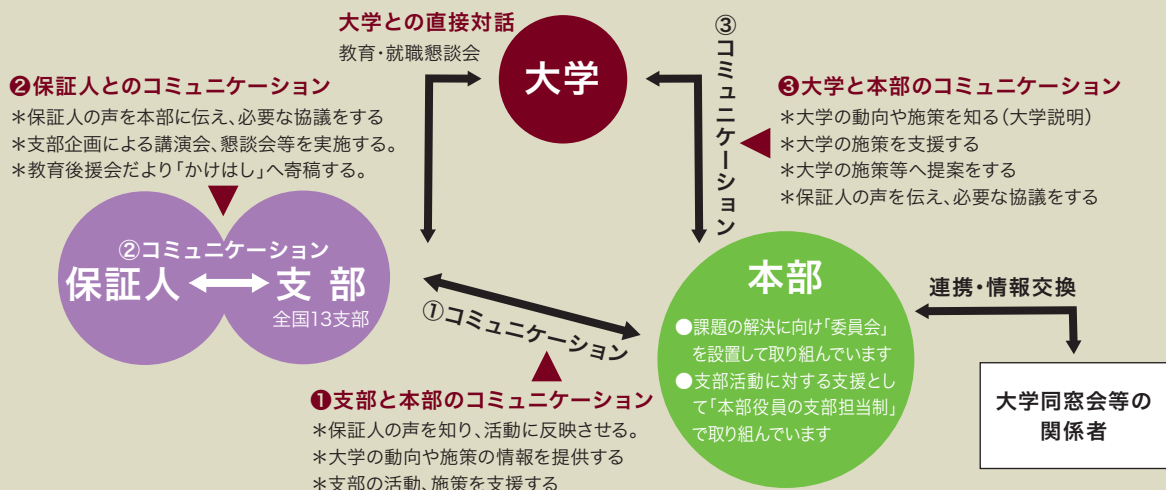 大学との直接対話
教育・就職懇談会
大学
③コミュニケーション
❷保証人とのコミュニケーション
＊保証人の声を本部に伝え、必要な協議をする
＊支部企画による講演会、懇談会等を実施する。
＊教育後援会だより「かけはし」へ寄稿する。
❸大学と本部のコミュニケーション
＊大学の動向や施策を知る（大学説明）
＊大学の施策を支援する
＊大学の施策等へ提案をする
＊保証人の声を伝え、必要な協議をする
②コミュニケーション
保証人
支部
全国13支部
①コミュニケーション
本部
●課題の解決に向け「委員会」
を設置して取り組んでいます
●支部活動に対する支援とし
て「本部役員の支部担当制」
で取り組んでいます
連携・情報交換
大学同窓会等の
関係者
❶支部と本部のコミュニケーション
＊保証人の声を知り、活動に反映させる。
＊大学の動向や施策の情報を提供する
＊支部の活動、施策を支援する